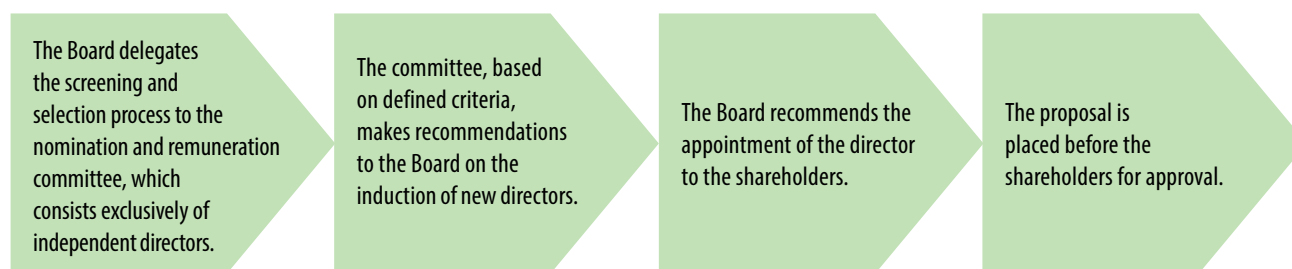 The Board delegates
the screening and
selection process to the
nomination and remuneration
committee, which
consists exclusively of
independent directors.
The committee, based
on defined criteria,
makes recommendations
to the Board on the
induction of new directors.
The Board recommends the
appointment of the director
to the shareholders.
The proposal is
placed before the
shareholders for approval.